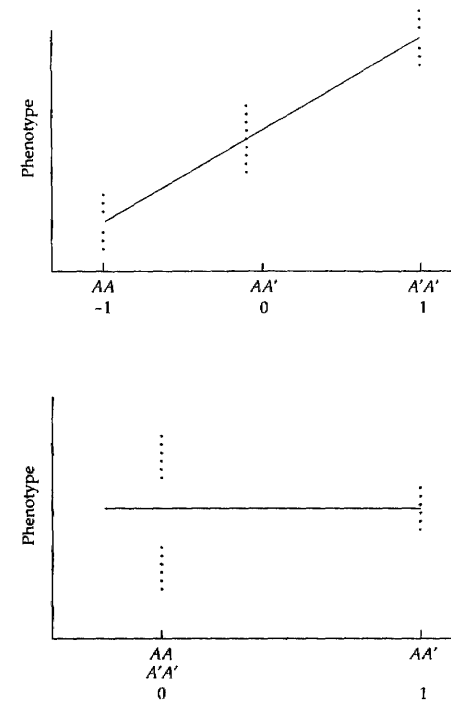 Phenotype
AA AA' A'A'
-1 0 1
Phenotype
AA AA'
A'A'
0 1